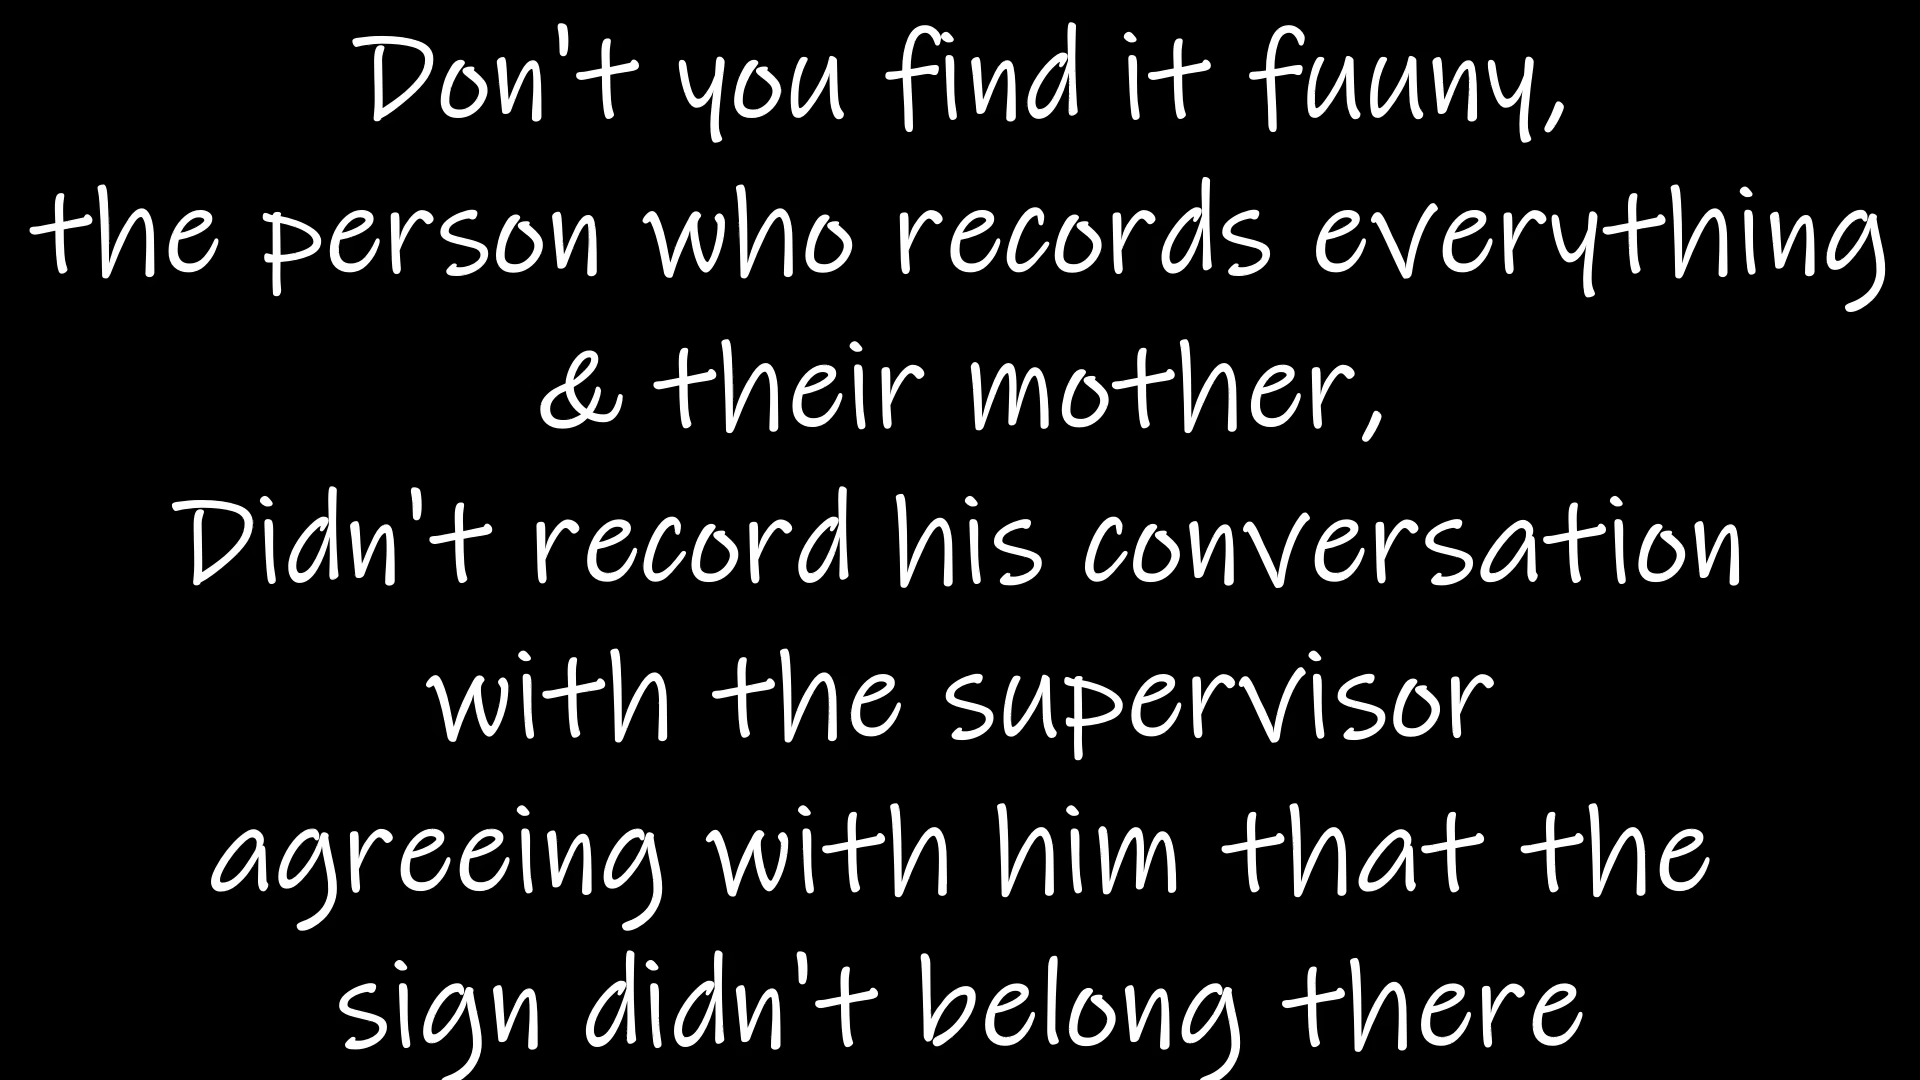 Don't you find it fuuny,
the person who records everything
& their mother,
Didn't record his conversation
with the supervisor
agreeing with him that the
sign didn't belong there